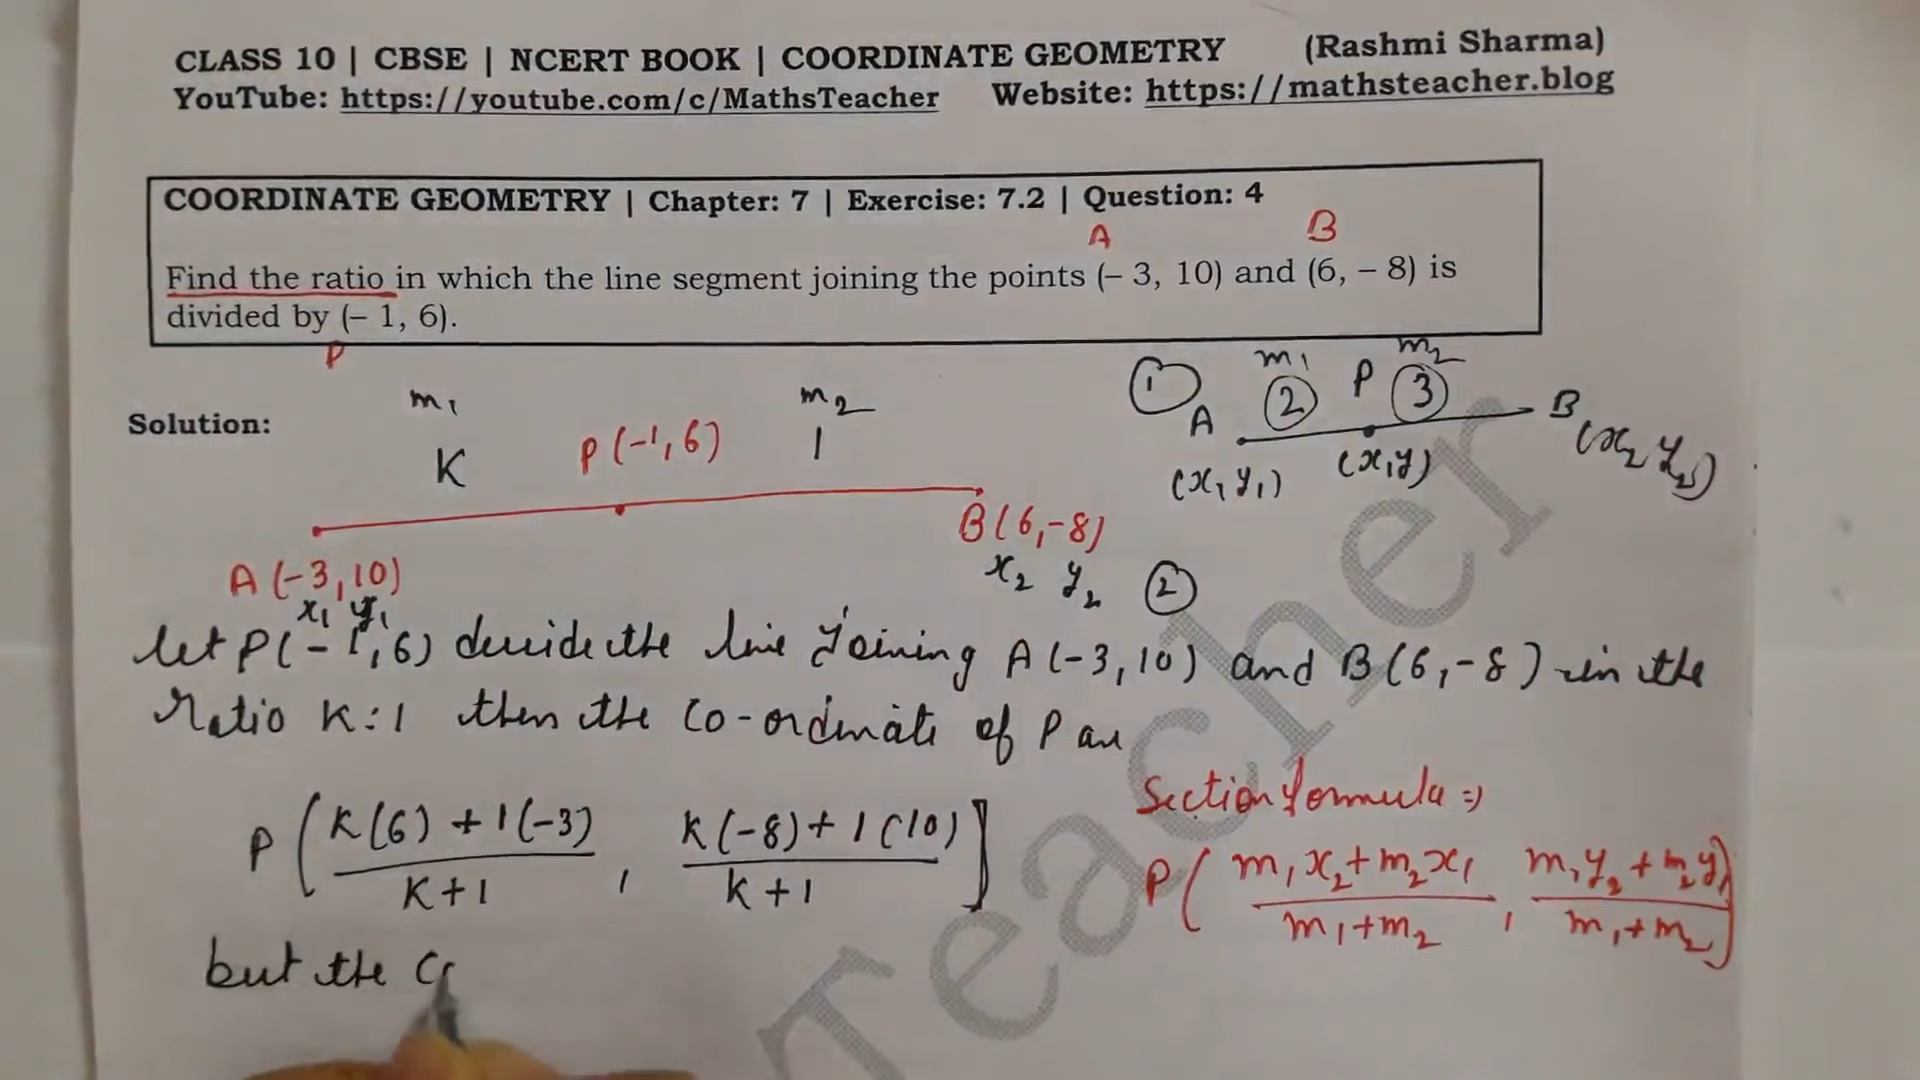 CLASS 10 | CBSE | NCERT BOOK | COORDINATE GEOMETRY (Rashmi Sharma)
YouTube: https://youtube.com/c/MathsTeacher Website: https://mathsteacher.blog
COORDINATE GEOMETRY | Chapter: 7 | Exercise: 7.2 | Question: 4
A B
Find the ratio in which the line segment joining the points (– 3, 10) and (6, – 8) is
divided by (– 1, 6).
P
Solution:
m₁ m₂
K P(-1,6) 1
A(-3,10) B(6,-8)
x₁ y₁ x₂ y₂ ②
① m₁ P m₂
A ② ③ B
(x₁ y₁) (x,y) (x₂ y₂)
let P(-1,6) devide the line joining A(-3,10) and B(6,-8) in the
ratio K:1 then the Co-ordinate of P are
P(K(6)+1(-3)/K+1, K(-8)+1(10)/K+1)
Section formula ⇒
P(m₁x₂+m₂x₁/m₁+m₂, m₁y₂+m₂y₁/m₁+m₂)
but the Co
Teacher